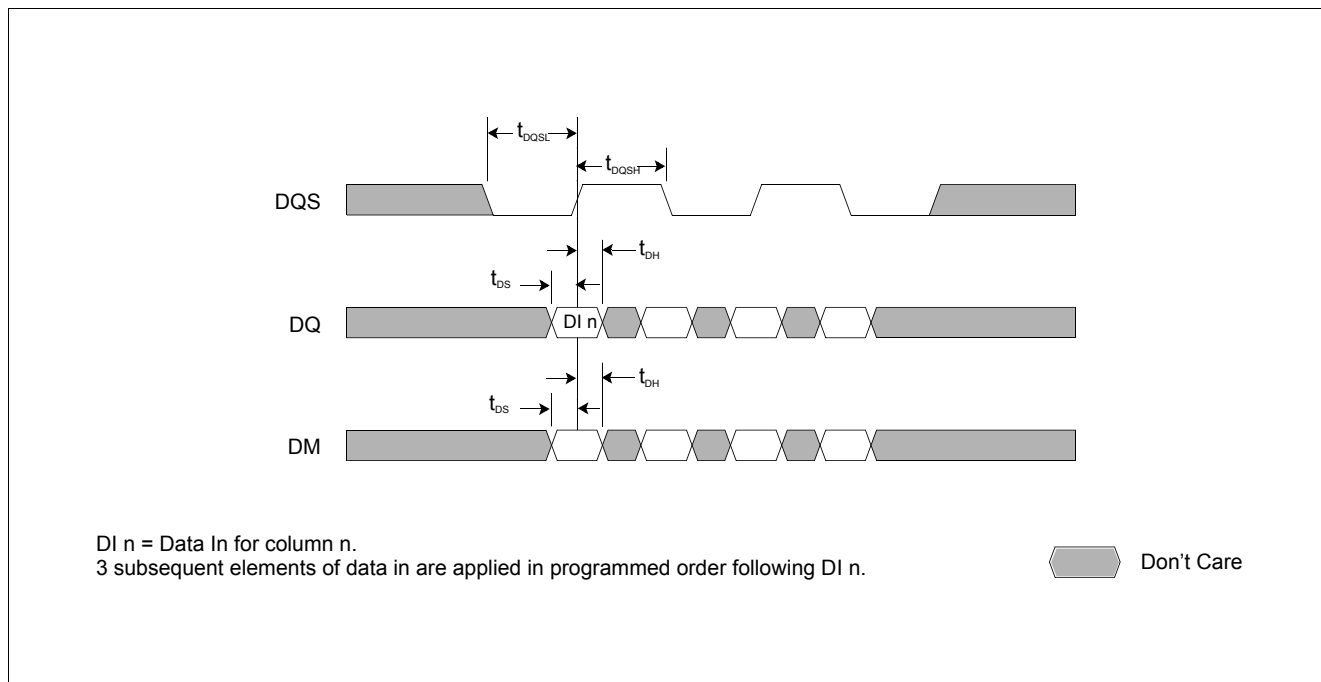 tDQSL
tDQSH
DQS
tDH
tDS
DQ
DI n
tDH
tDS
DM
DI n = Data In for column n.
3 subsequent elements of data in are applied in programmed order following DI n.
Don't Care